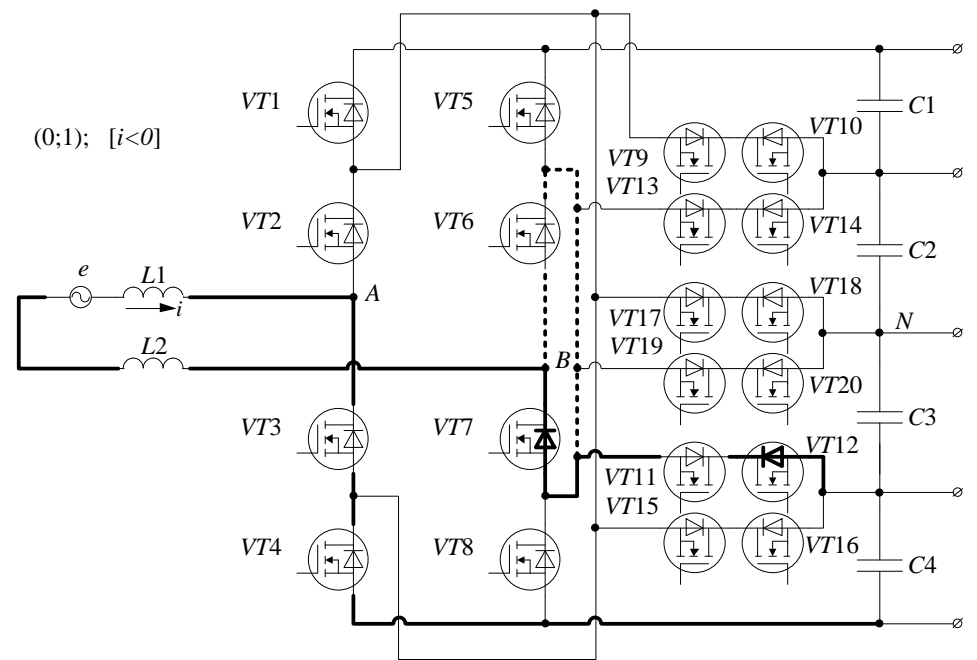 VT1
VT5
C1
(0;1); [i<0]
VT10
VT9
VT13
VT2
VT6
VT14
C2
e
L1
A
VT18
i
VT17
N
VT19
L2
B
VT20
VT3
VT7
C3
VT12
VT11
VT15
VT4
VT8
VT16
C4